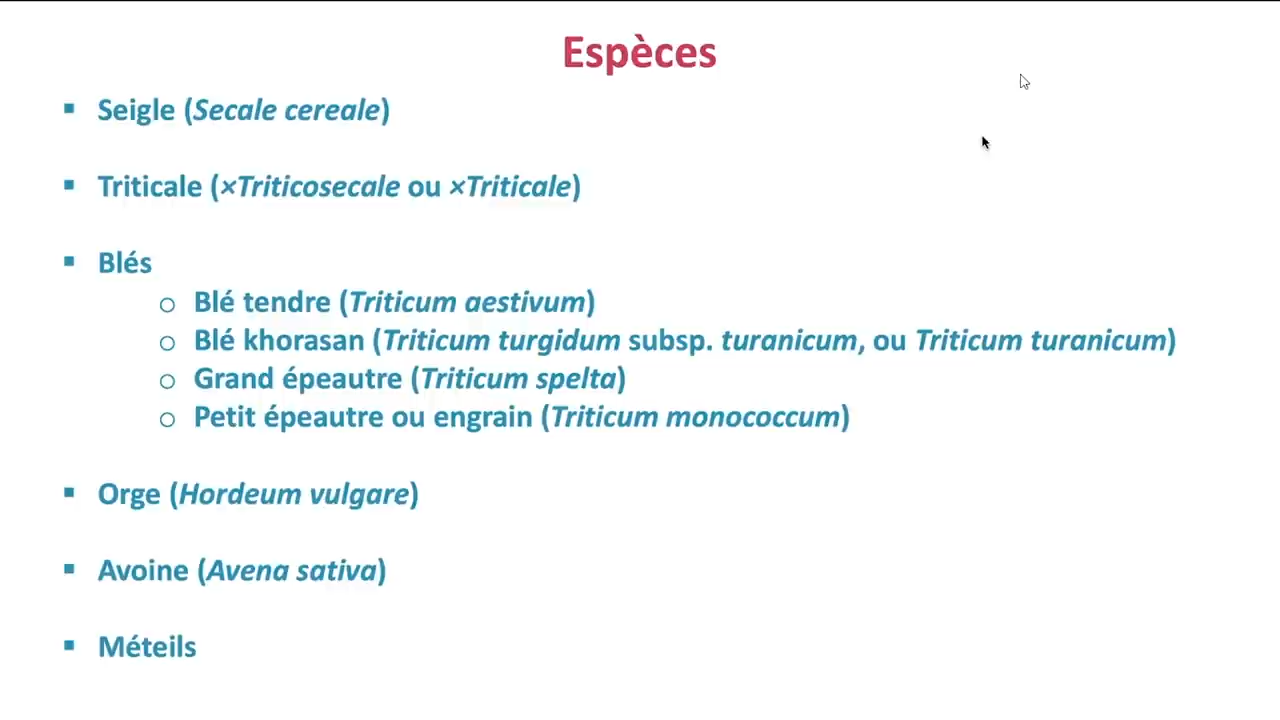 Espèces
▪ Seigle (Secale cereale)
▪ Triticale (×Triticosecale ou ×Triticale)
▪ Blés
o Blé tendre (Triticum aestivum)
o Blé khorasan (Triticum turgidum subsp. turanicum, ou Triticum turanicum)
o Grand épeautre (Triticum spelta)
o Petit épeautre ou engrain (Triticum monococcum)
▪ Orge (Hordeum vulgare)
▪ Avoine (Avena sativa)
▪ Méteils